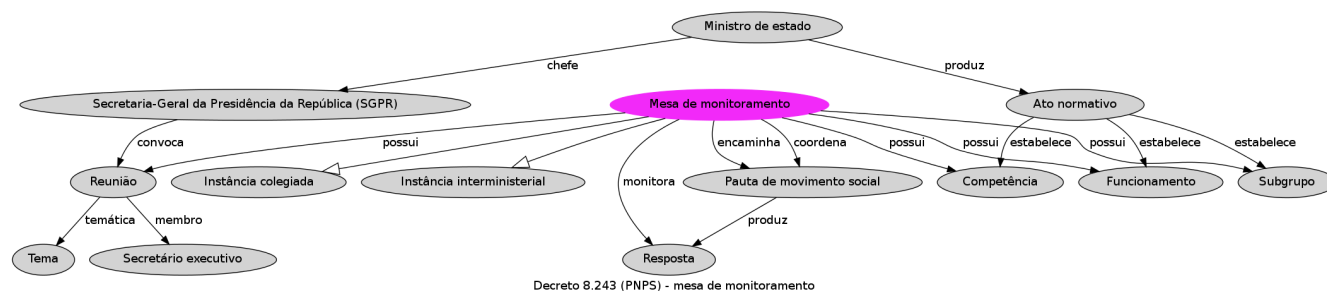 Ministro de estado
chefe
produz
Secretaria-Geral da Presidência da República (SGPR)
Mesa de monitoramento
Ato normativo
convoca
possui
encaminha
coordena
possui
possui
estabelece
possui
estabelece
estabelece
Reunião
Instância colegiada
Instância interministerial
monitora
Pauta de movimento social
Competência
Funcionamento
Subgrupo
temática
membro
produz
Tema
Secretário executivo
Resposta
Decreto 8.243 (PNPS) - mesa de monitoramento